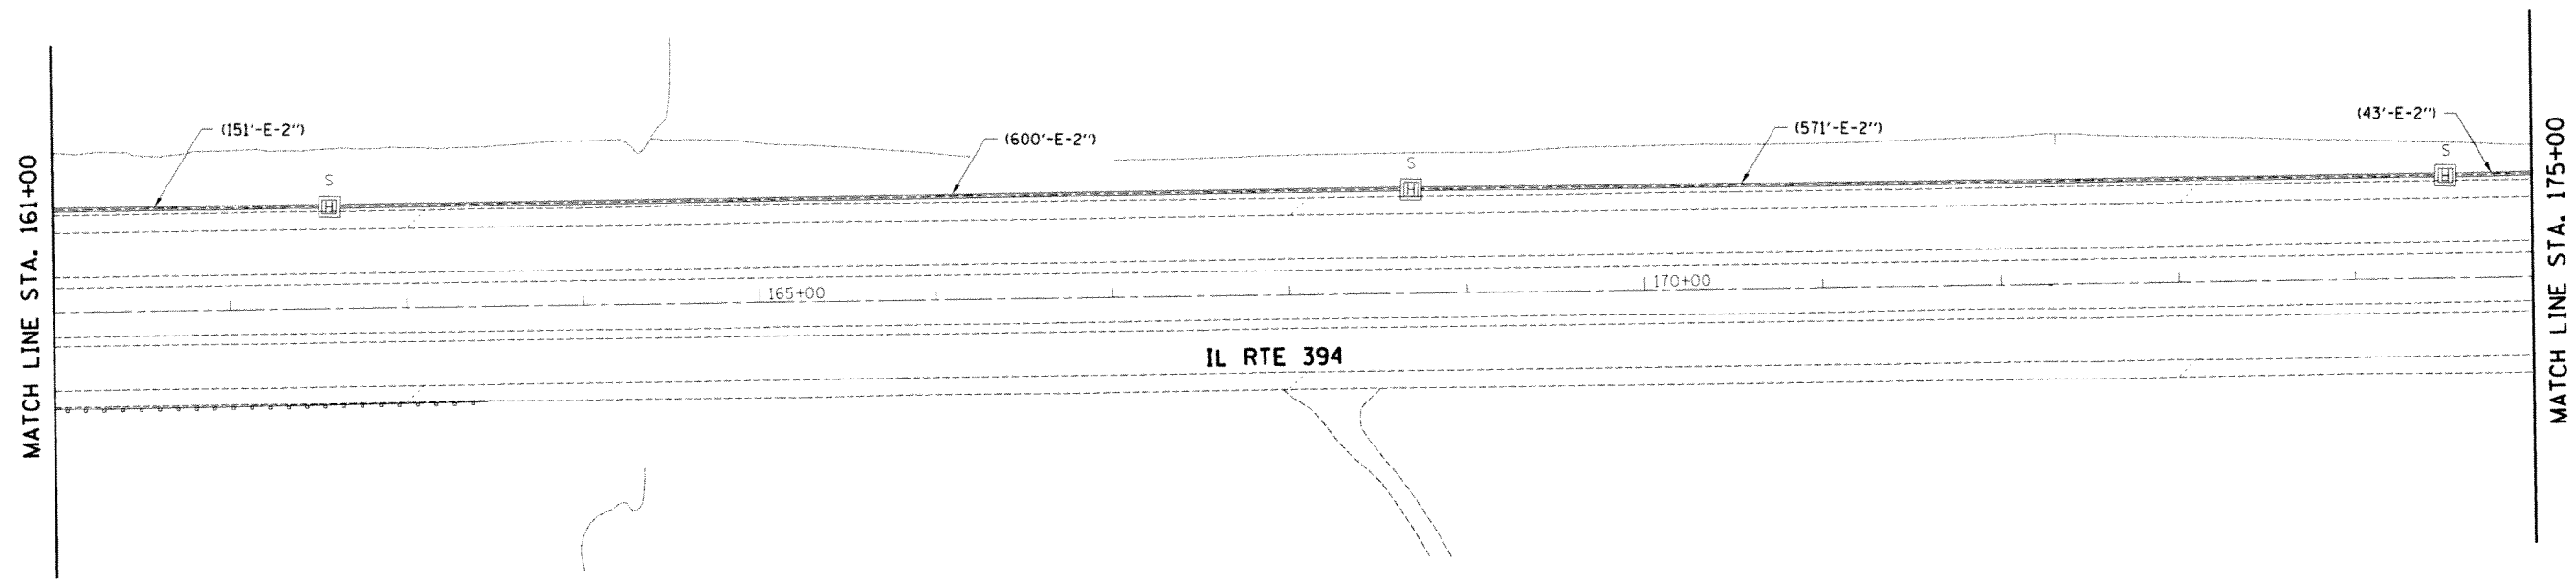 MATCH LINE STA. 161+00
(151'-E-2")
(600'-E-2")
(571'-E-2")
(43'-E-2")
S
S
S
H
H
H
165+00
170+00
IL RTE 394
MATCH LINE STA. 175+00